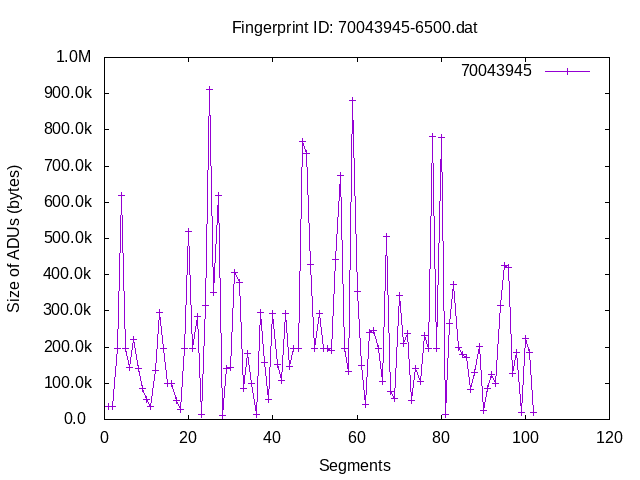 Fingerprint ID: 70043945-6500.dat
1.0M
70043945
900.0k
800.0k
700.0k
600.0k
500.0k
400.0k
300.0k
200.0k
100.0k
0.0
Size of ADUs (bytes)
0 20 40 60 80 100 120
Segments